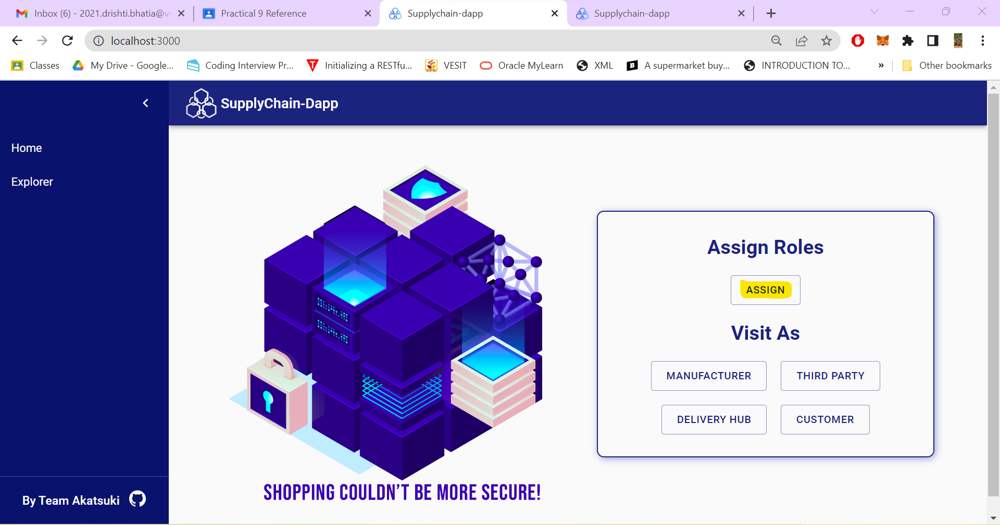 Inbox (6) - 2021.drishti.bhatia@ve
Practical 9 Reference
Supplychain-dapp
Supplychain-dapp
localhost:3000
Classes
My Drive - Google...
Coding Interview Pr...
Initializing a RESTfu...
VESIT
Oracle MyLearn
XML
A supermarket buy...
INTRODUCTION TO...
»
Other bookmarks
SupplyChain-Dapp
Home
Explorer
Assign Roles
ASSIGN
Visit As
MANUFACTURER
THIRD PARTY
DELIVERY HUB
CUSTOMER
SHOPPING COULDN'T BE MORE SECURE!
By Team Akatsuki